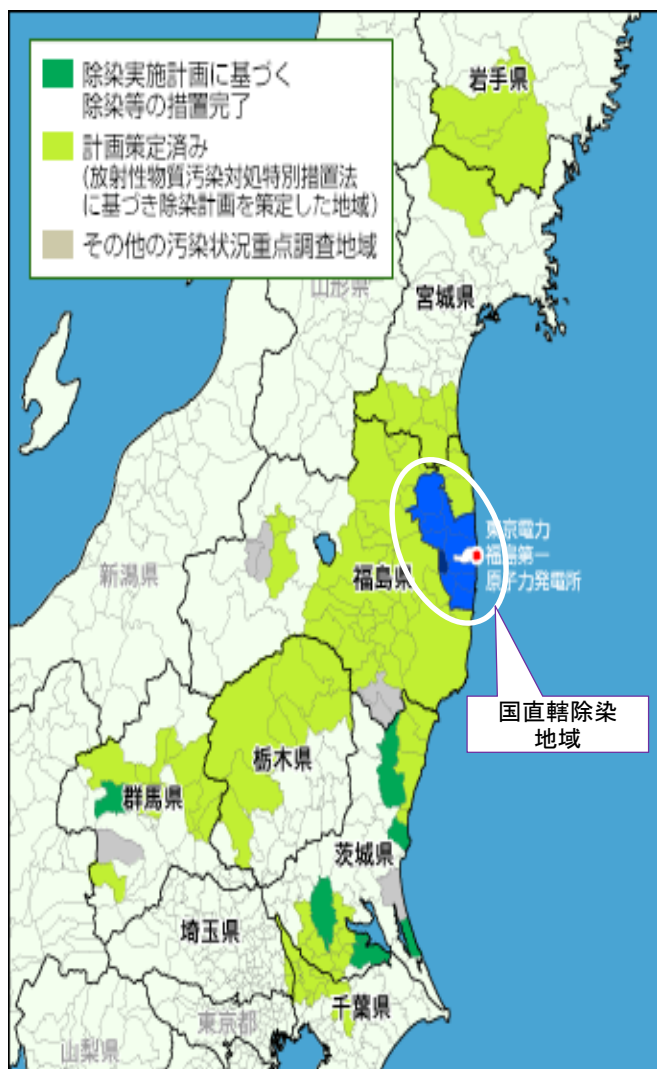 除染実施計画に基づく
除染等の措置完了
計画策定済み
(放射性物質汚染対処特別措置法
に基づき除染計画を策定した地域)
その他の汚染状況重点調査地域
岩手県
山形県
宮城県
東京電力
福島第一
原子力発電所
新潟県
福島県
国直轄除染
地域
栃木県
群馬県
茨城県
埼玉県
千葉県
東京都
山梨県